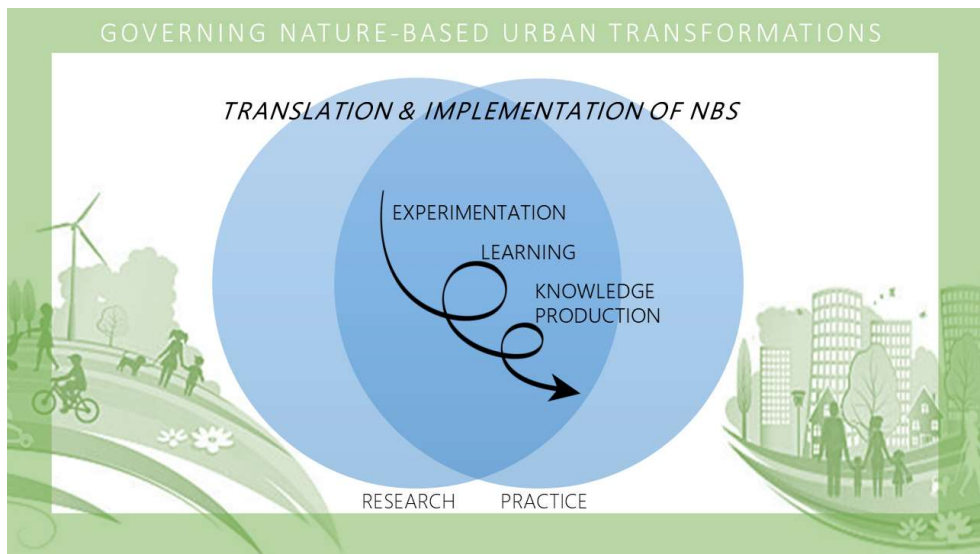 GOVERNING NATURE-BASED URBAN TRANSFORMATIONS
TRANSLATION & IMPLEMENTATION OF NBS
EXPERIMENTATION
LEARNING
KNOWLEDGE
PRODUCTION
RESEARCH PRACTICE